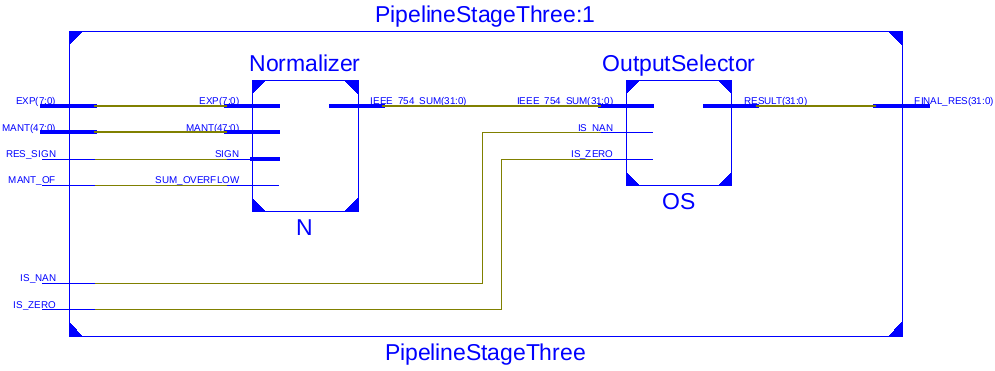 PipelineStageThree:1
Normalizer
OutputSelector
EXP(7:0)
EXP(7:0)
IEEE_754_SUM(31:0)
IEEE_754_SUM(31:0)
RESULT(31:0)
FINAL_RES(31:0)
MANT(47:0)
MANT(47:0)
IS_NAN
RES_SIGN
SIGN
IS_ZERO
MANT_OF
SUM_OVERFLOW
OS
N
IS_NAN
IS_ZERO
PipelineStageThree